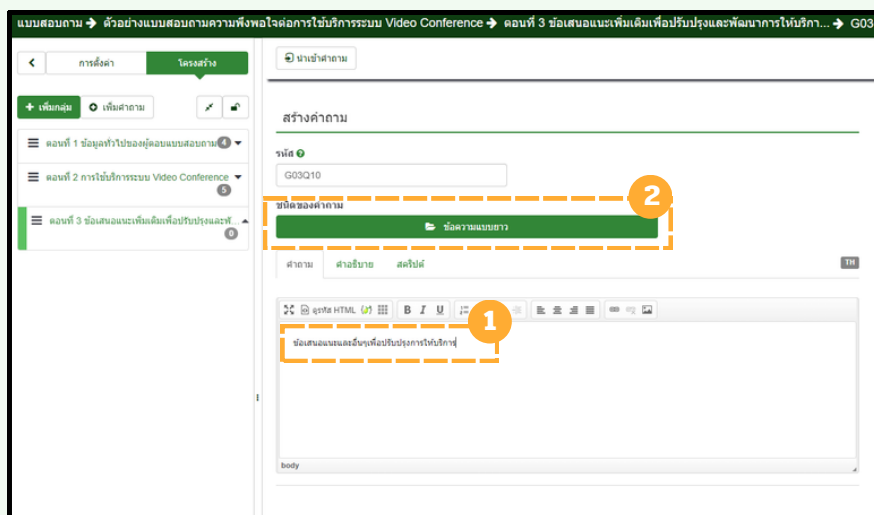 แบบสอบถาม ➔ ตัวอย่างแบบสอบถามความพึงพอใจต่อการใช้บริการระบบ Video Conference ➔ ตอนที่ 3 ข้อเสนอแนะเพิ่มเติมเพื่อปรับปรุงและพัฒนาการให้บริกา... ➔ G03
การตั้งค่า โครงสร้าง
นำเข้าคำถาม
+ เพิ่มกลุ่ม เพิ่มคำถาม
ตอนที่ 1 ข้อมูลทั่วไปของผู้ตอบแบบสอบถาม 4
ตอนที่ 2 การใช้บริการระบบ Video Conference
5
ตอนที่ 3 ข้อเสนอแนะเพิ่มเติมเพื่อปรับปรุงและพั...
0
สร้างคำถาม
รหัส
G03Q10
2
ชนิดของคำถาม
ข้อความแบบยาว
คำถาม คำอธิบาย สคริปต์ TH
ดูรหัส HTML B I U
1
ข้อเสนอแนะและอื่นๆเพื่อปรับปรุงการให้บริการ
body